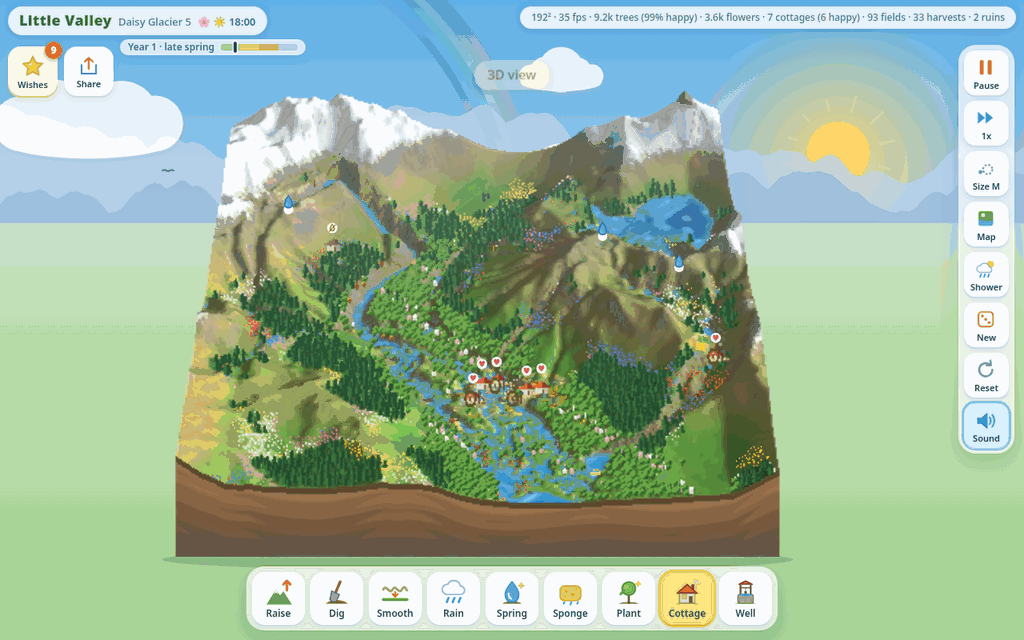 Little Valley Daisy Glacier 5 🌸 ☀️ 18:00
192² · 35 fps · 9.2k trees (99% happy) · 3.6k flowers · 7 cottages (6 happy) · 93 fields · 33 harvests · 2 ruins
Year 1 · late spring
9
Wishes
Share
3D view
Pause
1x
Size M
Map
Shower
New
Reset
Sound
Raise
Dig
Smooth
Rain
Spring
Sponge
Plant
Cottage
Well